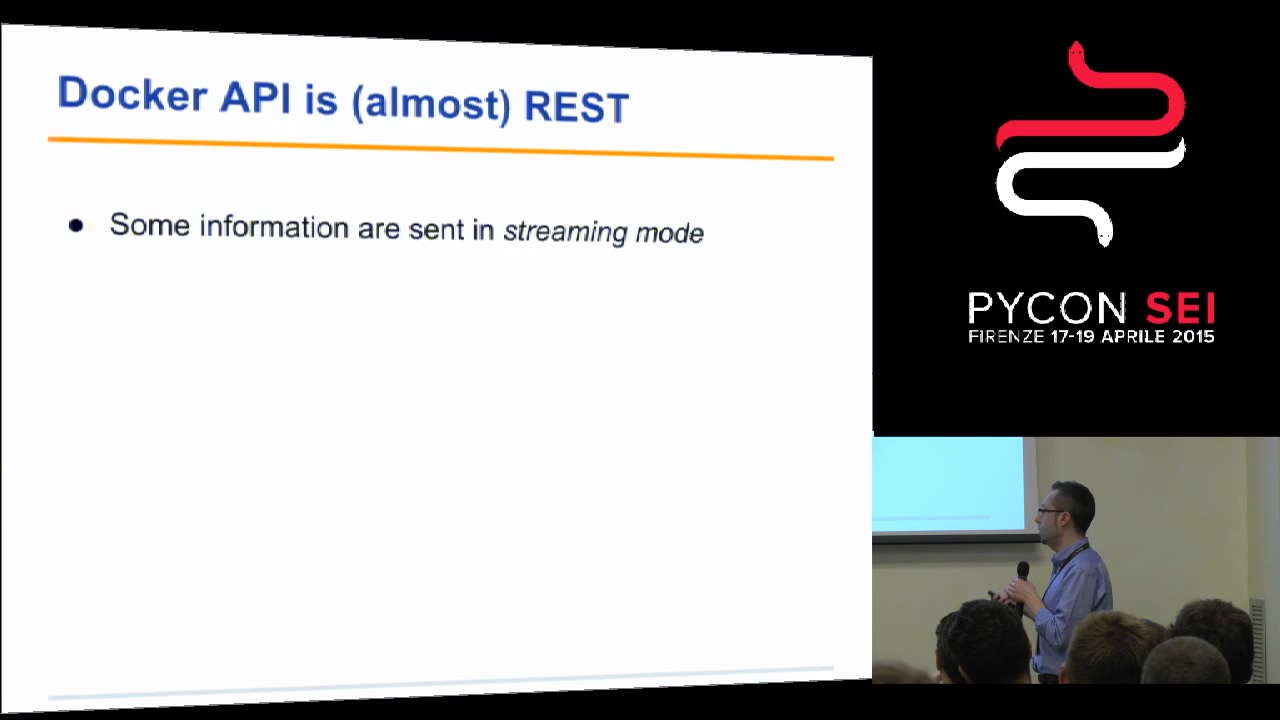 Docker API is (almost) REST
● Some information are sent in streaming mode
PYCON SEI
FIRENZE 17-19 APRILE 2015